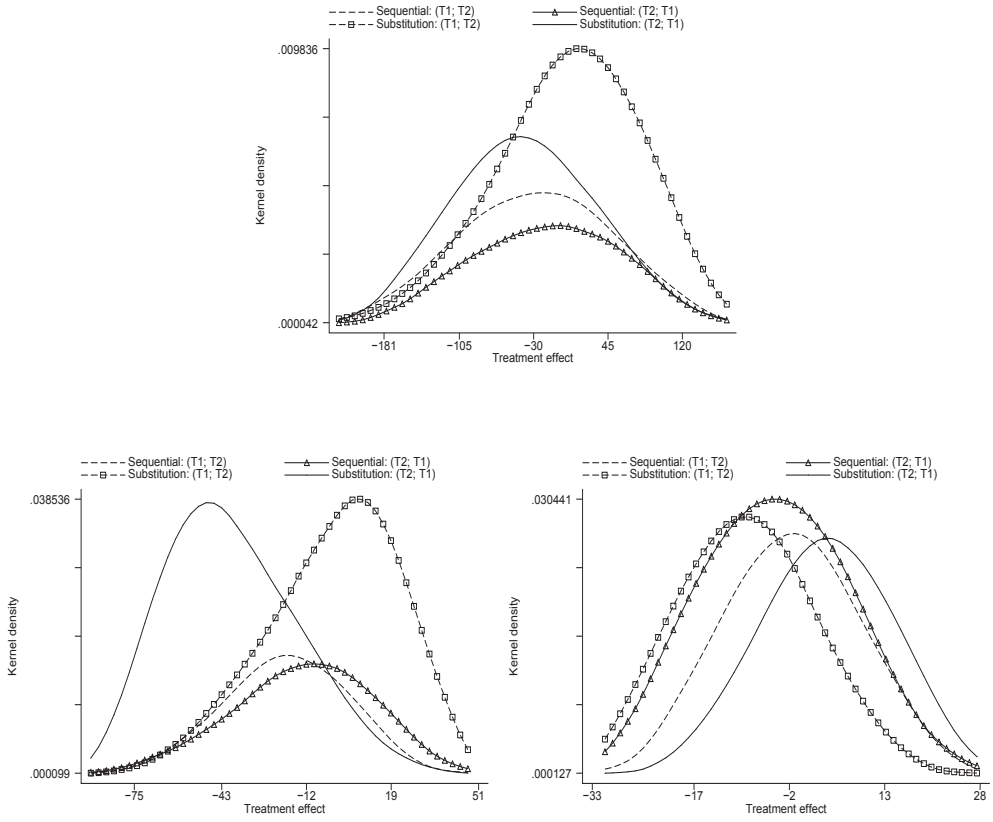 Sequential: (T1; T2) Sequential: (T2; T1)
Substitution: (T1; T2) Substitution: (T2; T1)
.009836
Kernel density
.000042
−181 −105 −30 45 120
Treatment effect
Sequential: (T1; T2) Sequential: (T2; T1)
Substitution: (T1; T2) Substitution: (T2; T1)
.038536
Kernel density
.000099
−75 −43 −12 19 51
Treatment effect
Sequential: (T1; T2) Sequential: (T2; T1)
Substitution: (T1; T2) Substitution: (T2; T1)
.030441
Kernel density
.000127
−33 −17 −2 13 28
Treatment effect